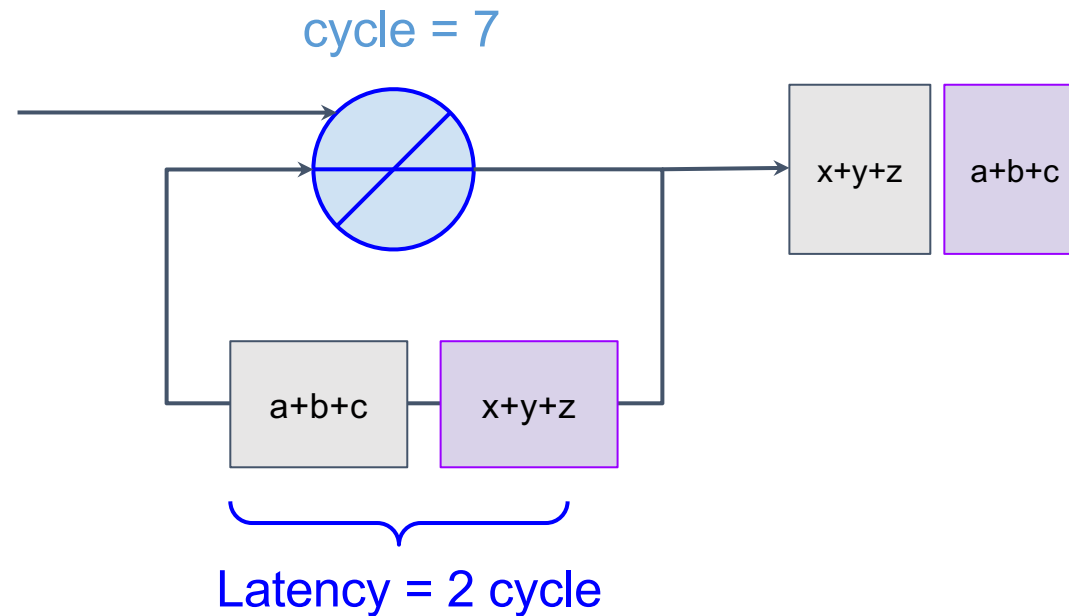 cycle = 7
x+y+z
a+b+c
a+b+c
x+y+z
Latency = 2 cycle